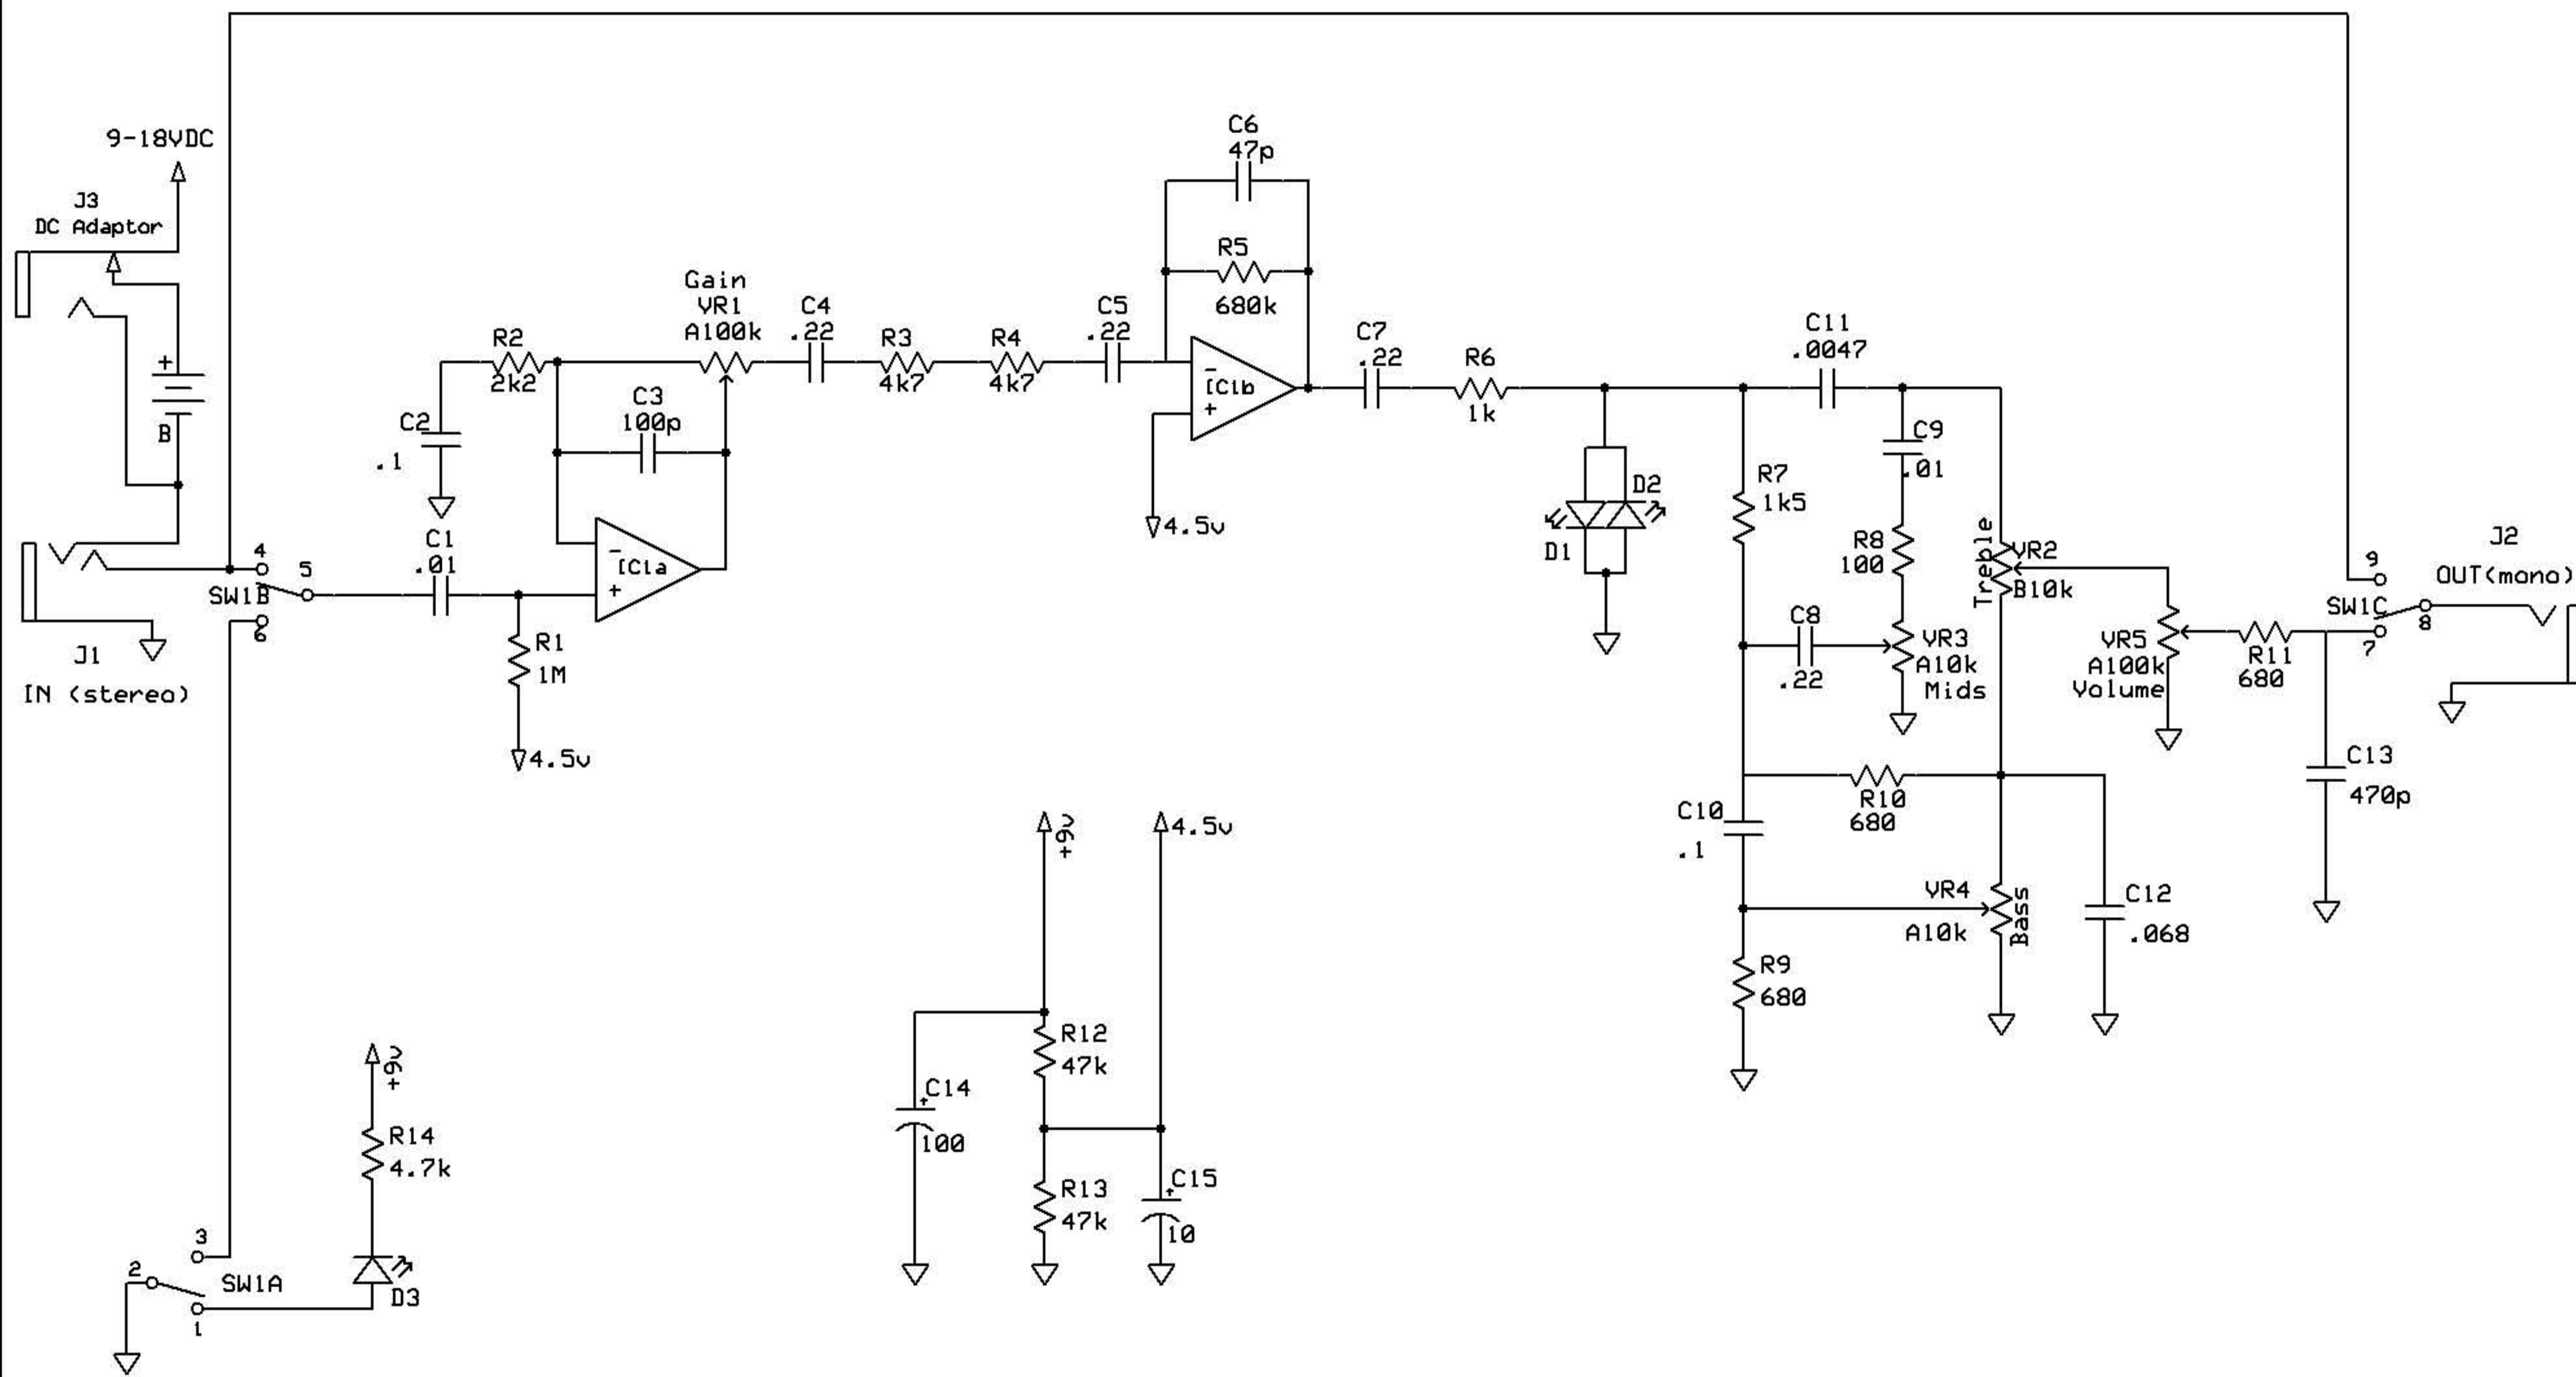 9-18VDC
J3
DC Adaptor
+
B
J1
IN (stereo)
4
5
SW1B
6
C1
.01
R1
1M
4.5v
C2
.1
R2
2k2
C3
100p
-
IC1a
+
Gain
VR1
A100k
C4
.22
R3
4k7
R4
4k7
C5
.22
C6
47p
R5
680k
-
IC1b
+
4.5v
C7
.22
R6
1k
D1
D2
R7
1k5
C11
.0047
C9
.01
R8
100
C8
.22
VR3
A10k
Mids
Treble
VR2
B10k
VR5
A100k
Volume
R11
680
9
SW1C
8
7
J2
OUT(mono)
C13
470p
R10
680
C10
.1
VR4
A10k
Bass
C12
.068
R9
680
+9v
4.5v
R12
47k
C14
+
100
R13
47k
C15
+
10
+9v
R14
4.7k
D3
3
2
SW1A
1